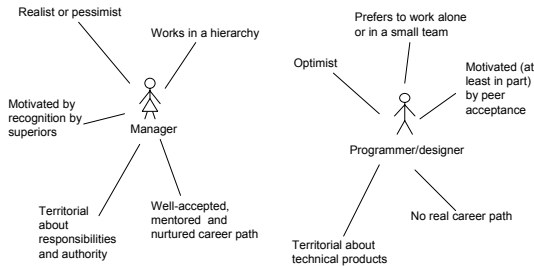 Realist or pessimist
Works in a hierarchy
Motivated by
recognition by
superiors
Manager
Territorial
about
responsibilities
and authority
Well-accepted,
mentored and
nurtured career path
Prefers to work alone
or in a small team
Optimist
Motivated (at
least in part)
by peer
acceptance
Programmer/designer
No real career path
Territorial about
technical products